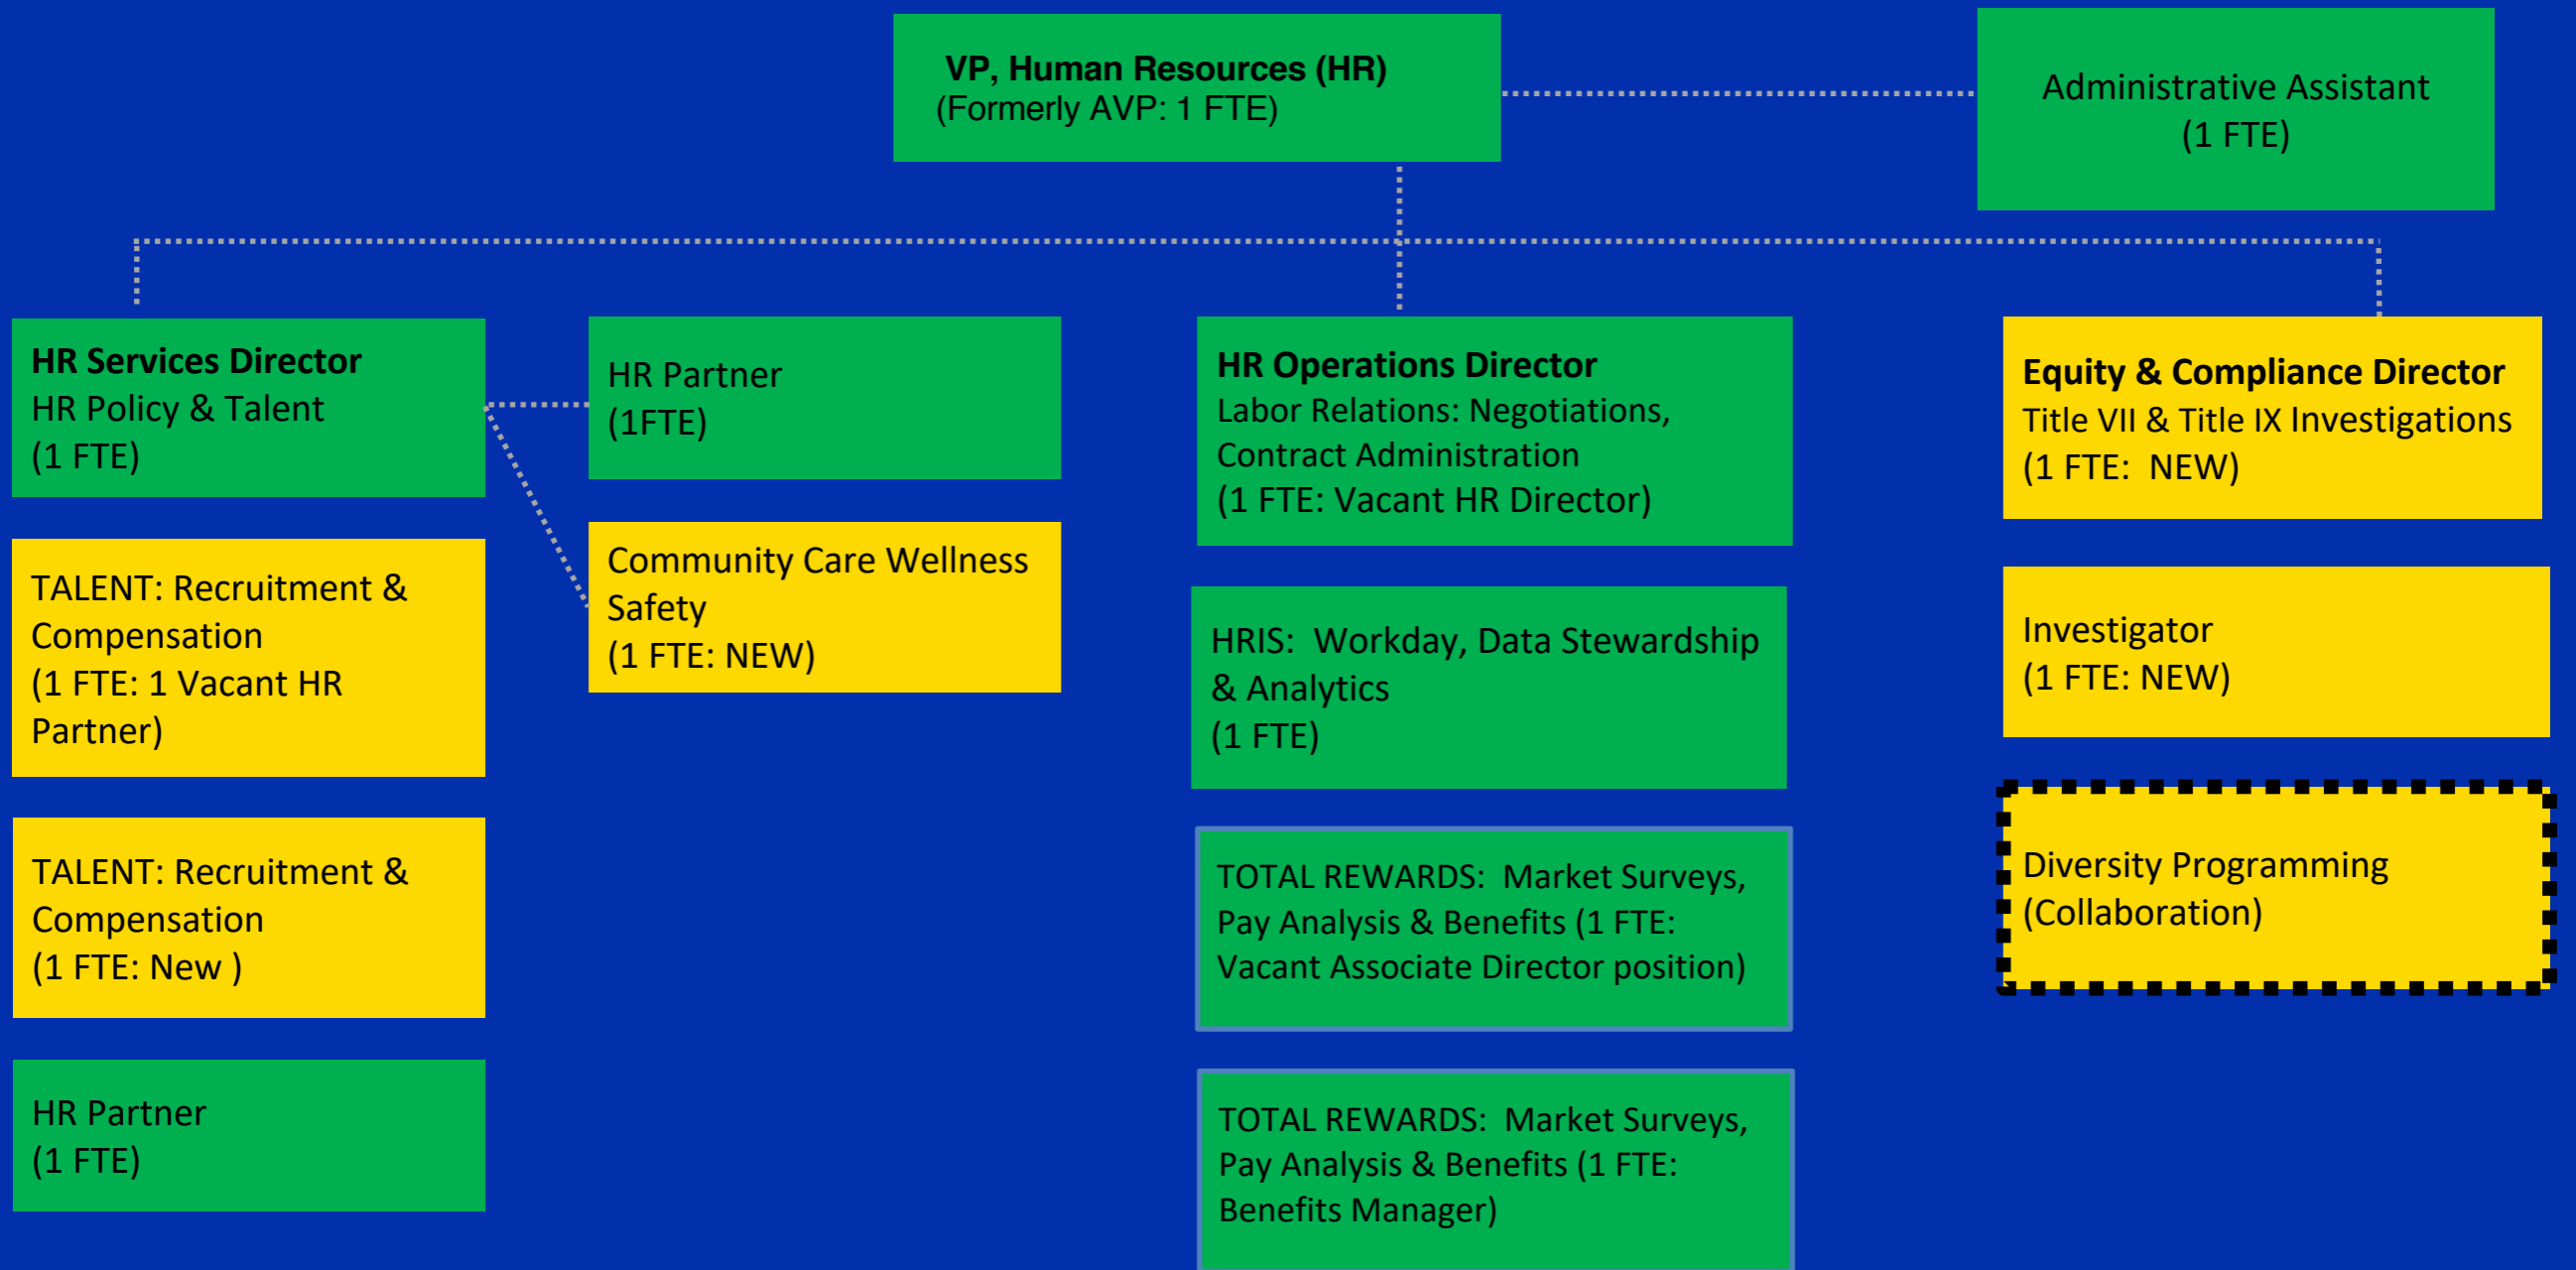 VP, Human Resources (HR)
(Formerly AVP: 1 FTE)
Administrative Assistant
(1 FTE)
HR Services Director
HR Policy & Talent
(1 FTE)
HR Partner
(1FTE)
HR Operations Director
Labor Relations: Negotiations,
Contract Administration
(1 FTE: Vacant HR Director)
Equity & Compliance Director
Title VII & Title IX Investigations
(1 FTE:  NEW)
TALENT: Recruitment &
Compensation
(1 FTE: 1 Vacant HR
Partner)
Community Care Wellness
Safety
(1 FTE: NEW)
HRIS:  Workday, Data Stewardship
& Analytics
(1 FTE)
Investigator
(1 FTE: NEW)
TALENT: Recruitment &
Compensation
(1 FTE: New )
TOTAL REWARDS:  Market Surveys,
Pay Analysis & Benefits (1 FTE:
Vacant Associate Director position)
Diversity Programming
(Collaboration)
HR Partner
(1 FTE)
TOTAL REWARDS:  Market Surveys,
Pay Analysis & Benefits (1 FTE:
Benefits Manager)